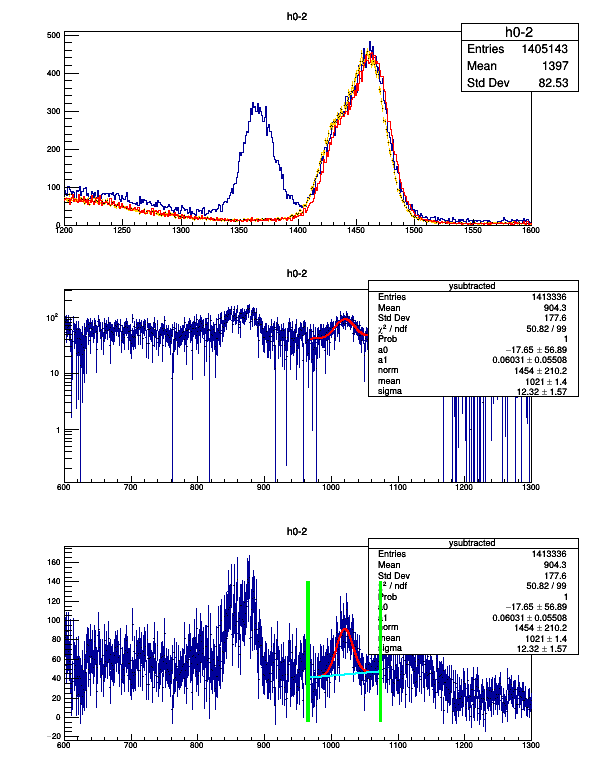 h0-2
h0-2
Entries 1405143
Mean 1397
Std Dev 82.53
500
400
300
200
100
0
1200 1250 1300 1350 1400 1450 1500 1550 1600
h0-2
ysubtracted
Entries 1413336
Mean 904.3
Std Dev 177.6
χ² / ndf 50.82 / 99
Prob 1
a0 −17.65 ± 56.89
a1 0.06031 ± 0.05508
norm 1454 ± 210.2
mean 1021 ± 1.4
sigma 12.32 ± 1.57
10²
10
1
600 700 800 900 1000 1100 1200 1300
h0-2
ysubtracted
Entries 1413336
Mean 904.3
Std Dev 177.6
² / ndf 50.82 / 99
Prob 1
a0 −17.65 ± 56.89
a1 0.06031 ± 0.05508
norm 1454 ± 210.2
mean 1021 ± 1.4
sigma 12.32 ± 1.57
160
140
120
100
80
60
40
20
0
−20
600 700 800 900 1000 1100 1200 1300